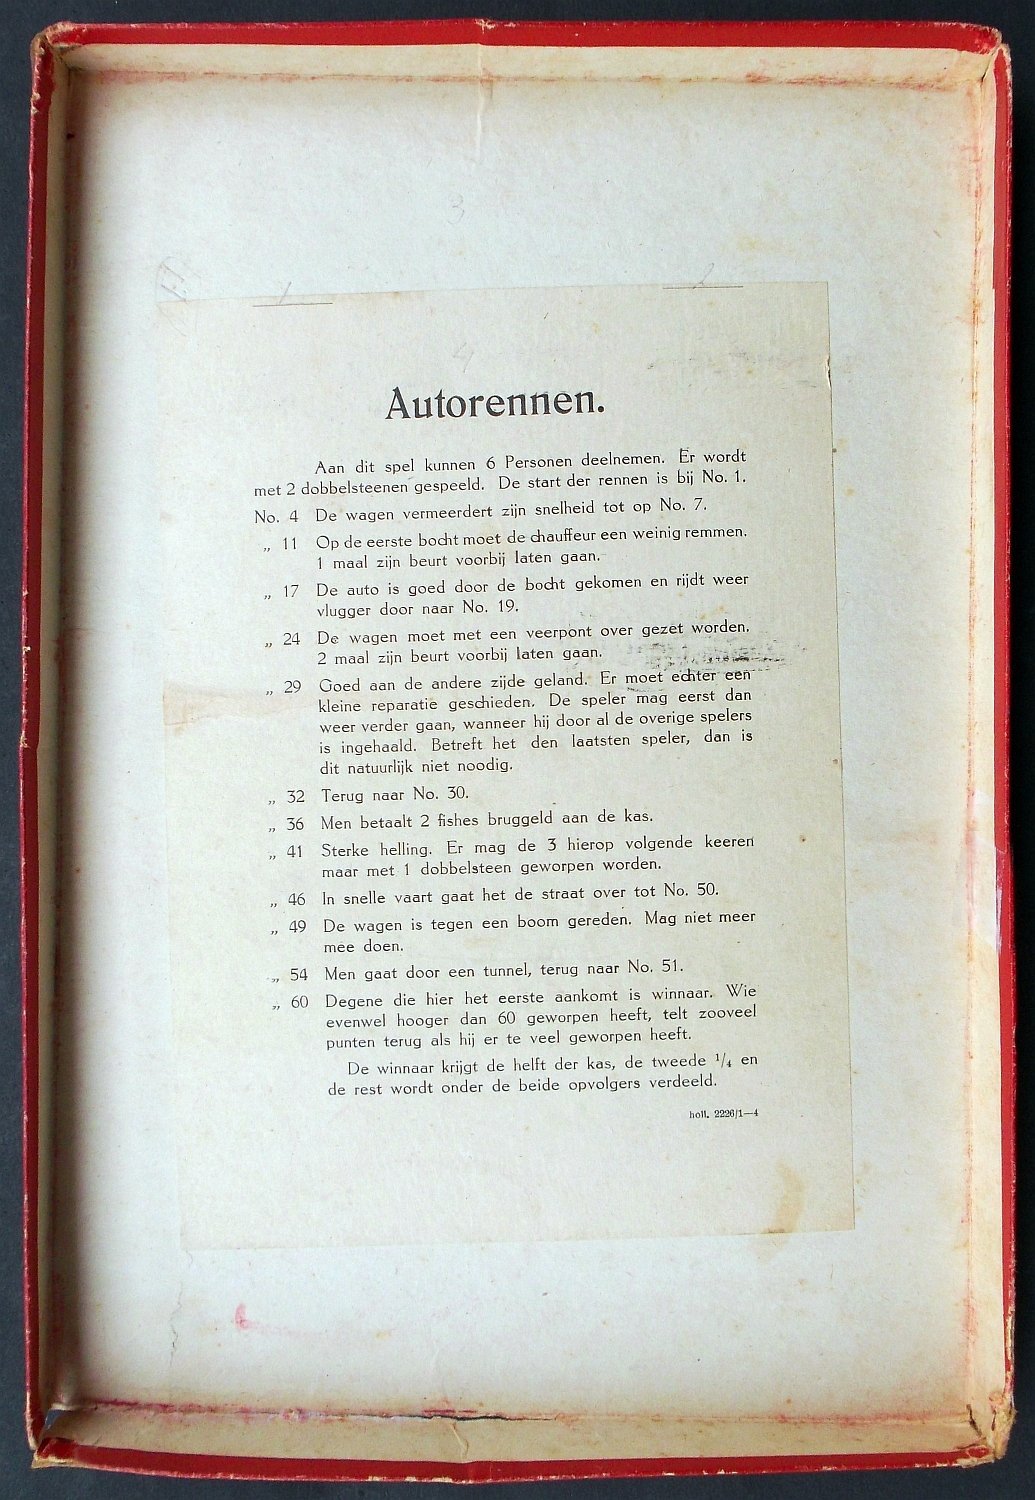 3
1
2
4
Autorennen.
Aan dit spel kunnen 6 Personen deelnemen. Er wordt
met 2 dobbelsteenen gespeeld. De start der rennen is bij No. 1.
No. 4 De wagen vermeerdert zijn snelheid tot op No. 7.
„ 11 Op de eerste bocht moet de chauffeur een weinig remmen.
1 maal zijn beurt voorbij laten gaan.
„ 17 De auto is goed door de bocht gekomen en rijdt weer
vlugger door naar No. 19.
„ 24 De wagen moet met een veerpont over gezet worden.
2 maal zijn beurt voorbij laten gaan.
„ 29 Goed aan de andere zijde geland. Er moet echter een
kleine reparatie geschieden. De speler mag eerst dan
weer verder gaan, wanneer hij door al de overige spelers
is ingehaald. Betreft het den laatsten speler, dan is
dit natuurlijk niet noodig.
„ 32 Terug naar No. 30.
„ 36 Men betaalt 2 fishes bruggeld aan de kas.
„ 41 Sterke helling. Er mag de 3 hierop volgende keeren
maar met 1 dobbelsteen geworpen worden.
„ 46 In snelle vaart gaat het de straat over tot No. 50.
„ 49 De wagen is tegen een boom gereden. Mag niet meer
mee doen.
„ 54 Men gaat door een tunnel, terug naar No. 51.
„ 60 Degene die hier het eerste aankomt is winnaar. Wie
evenwel hooger dan 60 geworpen heeft, telt zooveel
punten terug als hij er te veel geworpen heeft.
De winnaar krijgt de helft der kas, de tweede ¹/₄ en
de rest wordt onder de beide opvolgers verdeeld.
holl. 2226/1—4